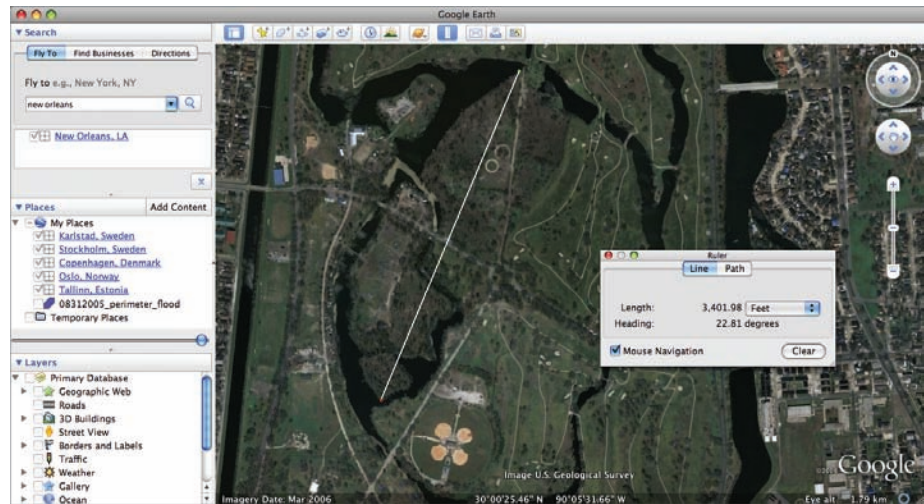 Google Earth
Search
Fly To
Find Businesses
Directions
Fly to e.g., New York, NY
new orleans
New Orleans, LA
Places
Add Content
My Places
Karlstad, Sweden
Stockholm, Sweden
Copenhagen, Denmark
Oslo, Norway
Tallinn, Estonia
08312005_perimeter_flood
Temporary Places
Layers
Primary Database
Geographic Web
Roads
3D Buildings
Street View
Borders and Labels
Traffic
Weather
Gallery
Ocean
N
Ruler
Line
Path
Length: 3,401.98 Feet
Heading: 22.81 degrees
Mouse Navigation
Clear
Image U.S. Geological Survey
Google
Imagery Date: Mar 2006
30°00'25.46" N 90°05'31.66" W
Eye alt 1.79 km